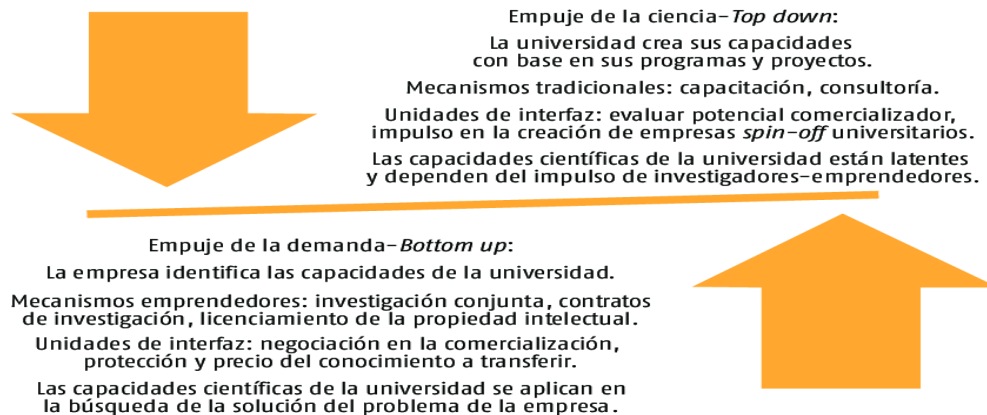 Empuje de la ciencia–Top down:
La universidad crea sus capacidades
con base en sus programas y proyectos.
Mecanismos tradicionales: capacitación, consultoría.
Unidades de interfaz: evaluar potencial comercializador,
impulso en la creación de empresas spin–off universitarios.
Las capacidades científicas de la universidad están latentes
y dependen del impulso de investigadores–emprendedores.
Empuje de la demanda–Bottom up:
La empresa identifica las capacidades de la universidad.
Mecanismos emprendedores: investigación conjunta, contratos
de investigación, licenciamiento de la propiedad intelectual.
Unidades de interfaz: negociación en la comercialización,
protección y precio del conocimiento a transferir.
Las capacidades científicas de la universidad se aplican en
la búsqueda de la solución del problema de la empresa.